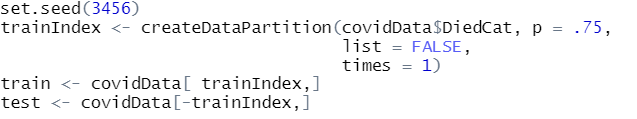 set.seed(3456)
trainIndex <- createDataPartition(covidData$DiedCat, p = .75,
                                  list = FALSE,
                                  times = 1)
train <- covidData[ trainIndex,]
test <- covidData[-trainIndex,]